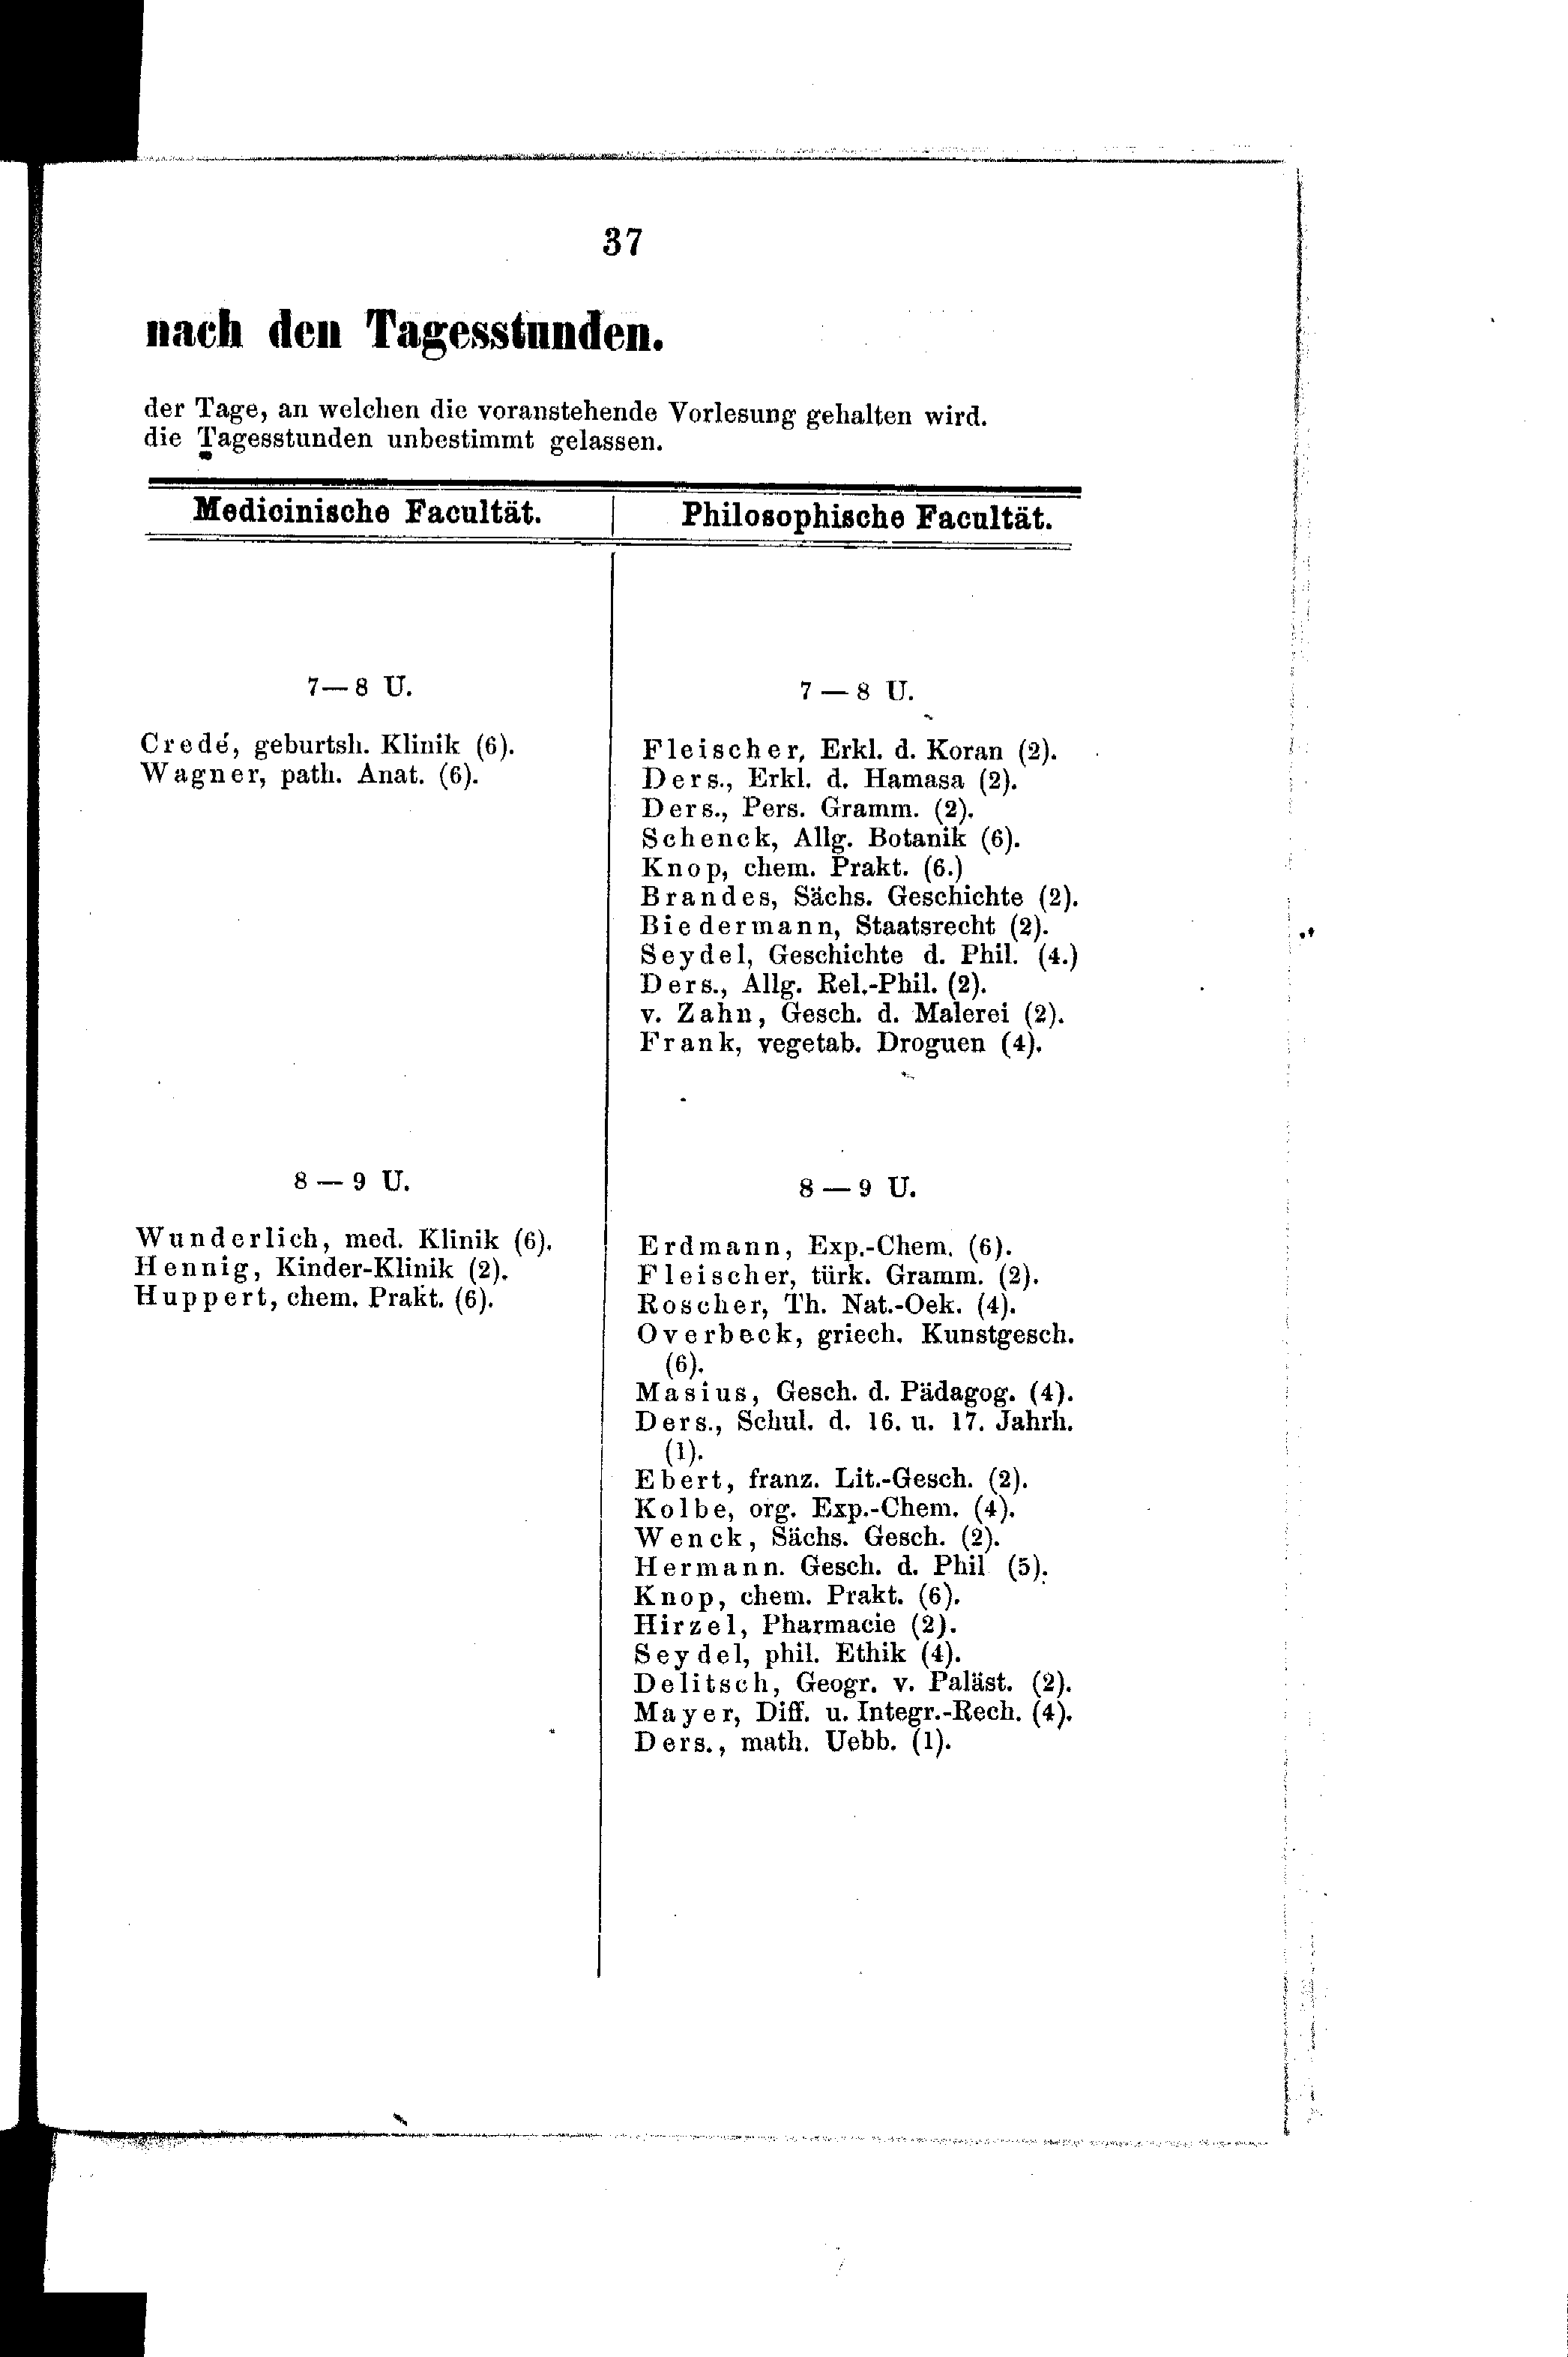 37
nach den Tagesstunden.
der Tage, an welchen die voranstehende Vorlesung gehalten wird.
die Tagesstunden unbestimmt gelassen.
Medicinische Facultät.
7—8 U.
Credé, geburtsh. Klinik (6).
Wagner, path. Anat. (6).
8 — 9 U.
Wunderlich, med. Klinik (6).
Hennig, Kinder-Klinik (2).
Huppert, chem. Prakt. (6).
Philosophische Facultät.
7 — 8 U.
Fleischer, Erkl. d. Koran (2).
Ders., Erkl. d. Hamasa (2).
Ders., Pers. Gramm. (2).
Schenck, Allg. Botanik (6).
Knop, chem. Prakt. (6.)
Brandes, Sächs. Geschichte (2).
Biedermann, Staatsrecht (2).
Seydel, Geschichte d. Phil. (4.)
Ders., Allg. Rel.-Phil. (2).
v. Zahn, Gesch. d. Malerei (2).
Frank, vegetab. Droguen (4).
8 — 9 U.
Erdmann, Exp.-Chem. (6).
Fleischer, türk. Gramm. (2).
Roscher, Th. Nat.-Oek. (4).
Overbeck, griech. Kunstgesch.
(6).
Masius, Gesch. d. Pädagog. (4).
Ders., Schul. d. 16. u. 17. Jahrh.
(1).
Ebert, franz. Lit.-Gesch. (2).
Kolbe, org. Exp.-Chem. (4).
Wenck, Sächs. Gesch. (2).
Hermann. Gesch. d. Phil (5).
Knop, chem. Prakt. (6).
Hirzel, Pharmacie (2).
Seydel, phil. Ethik (4).
Delitsch, Geogr. v. Paläst. (2).
Mayer, Diff. u. Integr.-Rech. (4).
Ders., math. Uebb. (1).